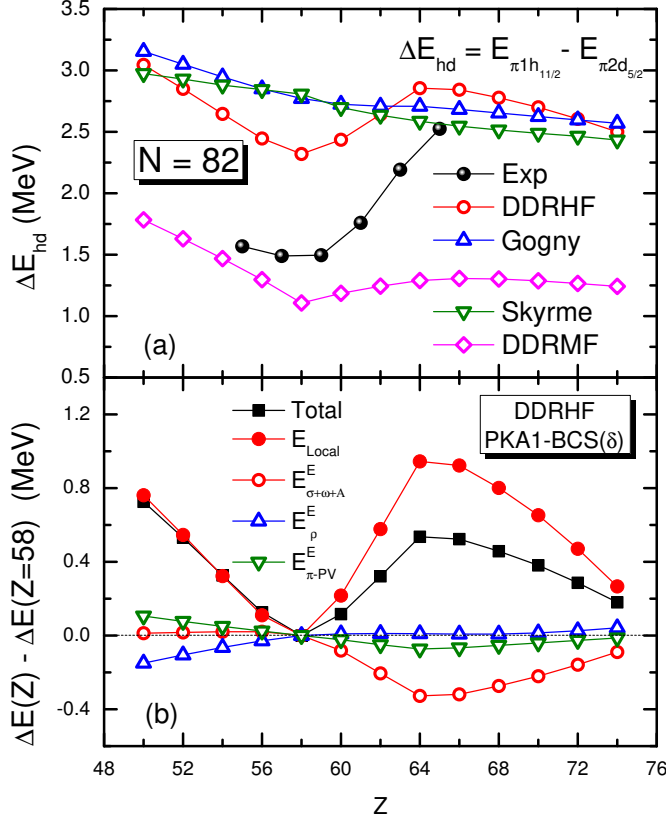 (a)
ΔE_hd = E_π1h_11/2 - E_π2d_5/2
N = 82
Exp
DDRHF
Gogny
Skyrme
DDRMF
ΔE_hd (MeV)
3.5
3.0
2.5
2.0
1.5
1.0
0.5
(b)
Total
E_Local
E^E_σ+ω+A
E^E_ρ
E^E_π-PV
DDRHF
PKA1-BCS(δ)
ΔE(Z) - ΔE(Z=58) (MeV)
1.2
0.8
0.4
0.0
-0.4
48 52 56 60 64 68 72 76
Z